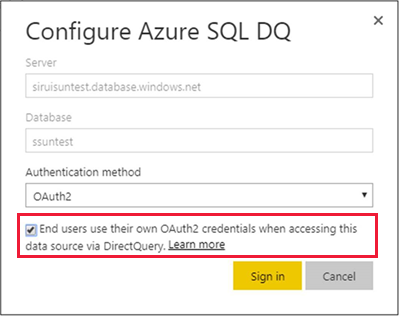 Configure Azure SQL DQ
Server
siruisuntest.database.windows.net
Database
ssuntest
Authentication method
OAuth2
End users use their own OAuth2 credentials when accessing this
data source via DirectQuery. Learn more
Sign in
Cancel